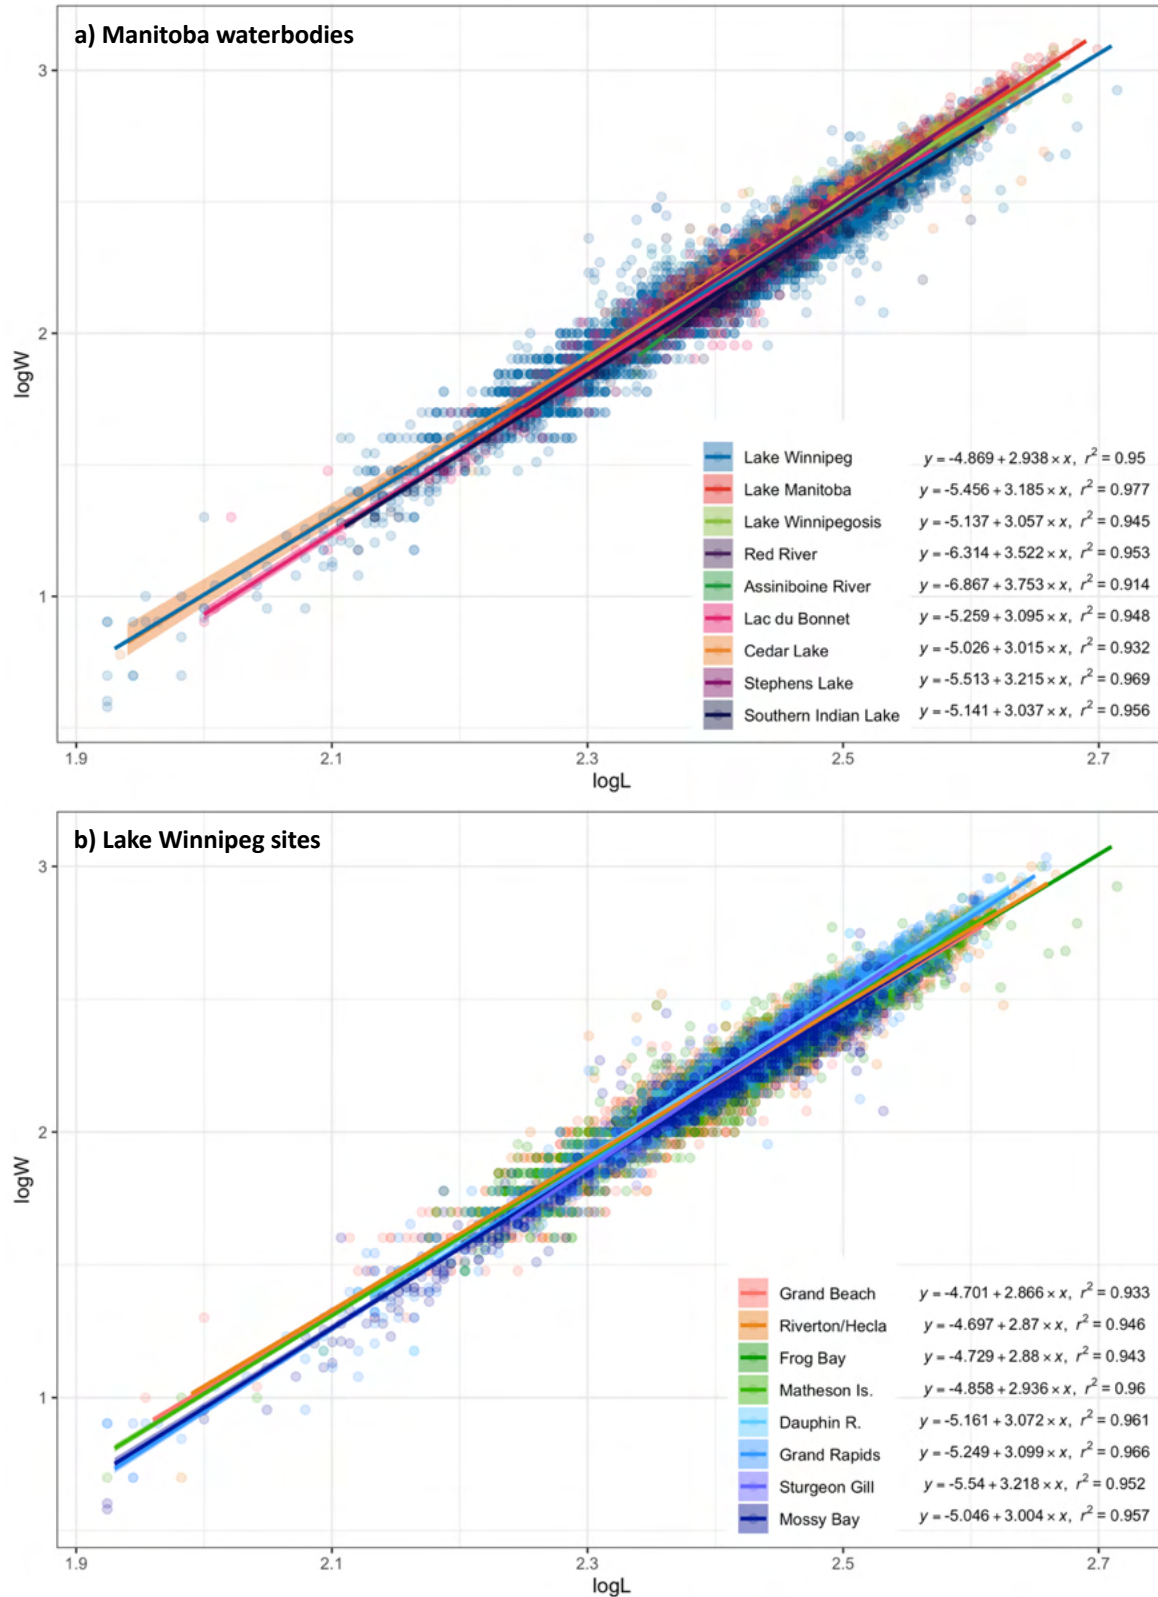 a) Manitoba waterbodies
3
2
1
logW
Lake Winnipeg y = -4.869 + 2.938 × x, r² = 0.95
Lake Manitoba y = -5.456 + 3.185 × x, r² = 0.977
Lake Winnipegosis y = -5.137 + 3.057 × x, r² = 0.945
Red River y = -6.314 + 3.522 × x, r² = 0.953
Assiniboine River y = -6.867 + 3.753 × x, r² = 0.914
Lac du Bonnet y = -5.259 + 3.095 × x, r² = 0.948
Cedar Lake y = -5.026 + 3.015 × x, r² = 0.932
Stephens Lake y = -5.513 + 3.215 × x, r² = 0.969
Southern Indian Lake y = -5.141 + 3.037 × x, r² = 0.956
1.9 2.1 2.3 2.5 2.7
logL
b) Lake Winnipeg sites
3
2
1
logW
Grand Beach y = -4.701 + 2.866 × x, r² = 0.933
Riverton/Hecla y = -4.697 + 2.87 × x, r² = 0.946
Frog Bay y = -4.729 + 2.88 × x, r² = 0.943
Matheson Is. y = -4.858 + 2.936 × x, r² = 0.96
Dauphin R. y = -5.161 + 3.072 × x, r² = 0.961
Grand Rapids y = -5.249 + 3.099 × x, r² = 0.966
Sturgeon Gill y = -5.54 + 3.218 × x, r² = 0.952
Mossy Bay y = -5.046 + 3.004 × x, r² = 0.957
1.9 2.1 2.3 2.5 2.7
logL